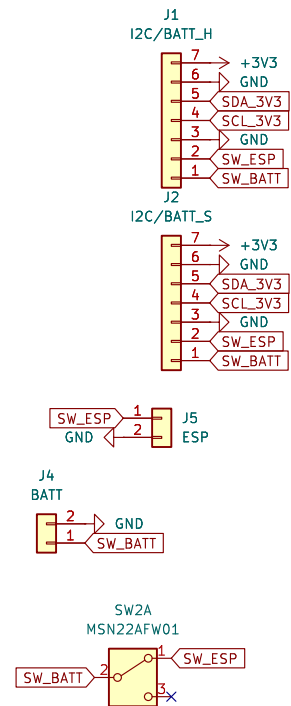 J1
I2C/BATT_H
7 +3V3
6 GND
5 SDA_3V3
4 SCL_3V3
3 GND
2 SW_ESP
1 SW_BATT
J2
I2C/BATT_S
7 +3V3
6 GND
5 SDA_3V3
4 SCL_3V3
3 GND
2 SW_ESP
1 SW_BATT
SW_ESP 1 J5
GND 2 ESP
J4
BATT
2 GND
1 SW_BATT
SW2A
MSN22AFW01
1 SW_ESP
SW_BATT 2
3